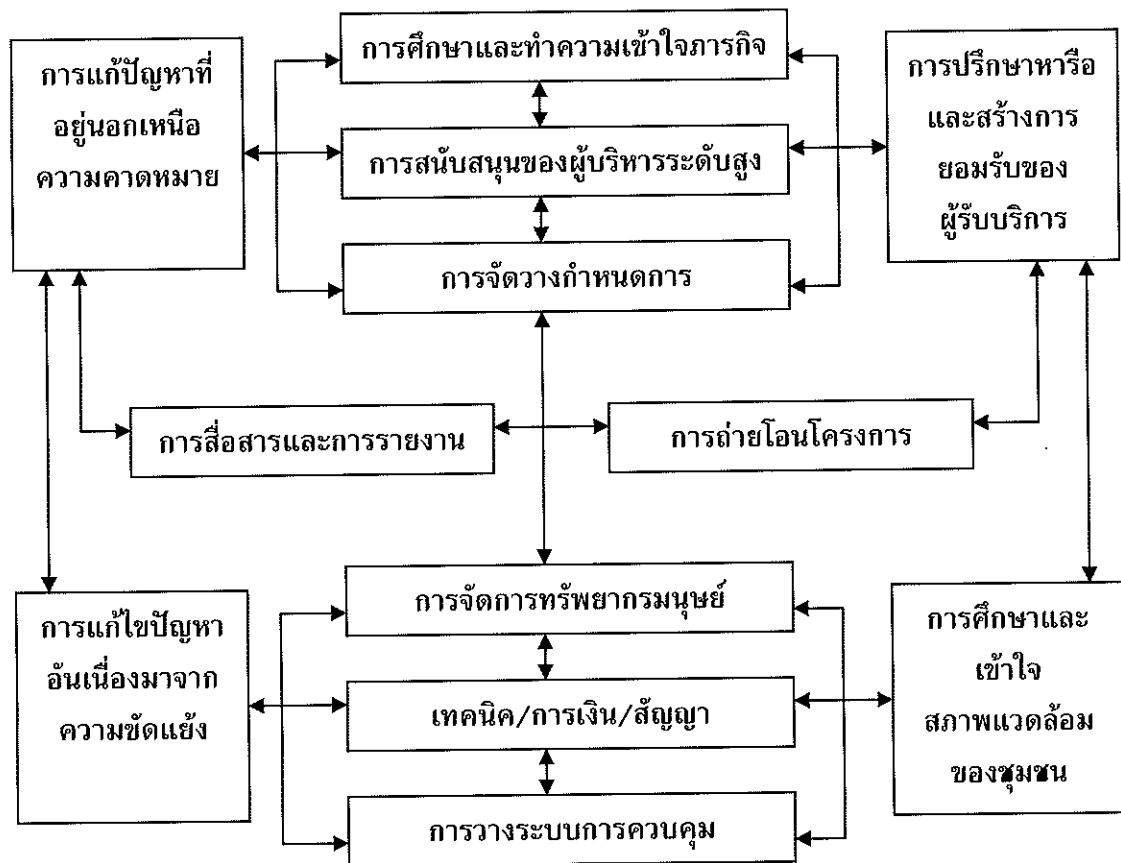 การศึกษาและทำความเข้าใจภารกิจ
การแก้ปัญหาที่
อยู่นอกเหนือ
ความคาดหมาย
การปรึกษาหารือ
และสร้างการ
ยอมรับของ
ผู้รับบริการ
การสนับสนุนของผู้บริหารระดับสูง
การจัดวางกำหนดการ
การสื่อสารและการรายงาน
การถ่ายโอนโครงการ
การจัดการทรัพยากรมนุษย์
การแก้ไขปัญหา
อันเนื่องมาจาก
ความขัดแย้ง
การศึกษาและ
เข้าใจ
สภาพแวดล้อม
ของชุมชน
เทคนิค/การเงิน/สัญญา
การวางระบบการควบคุม